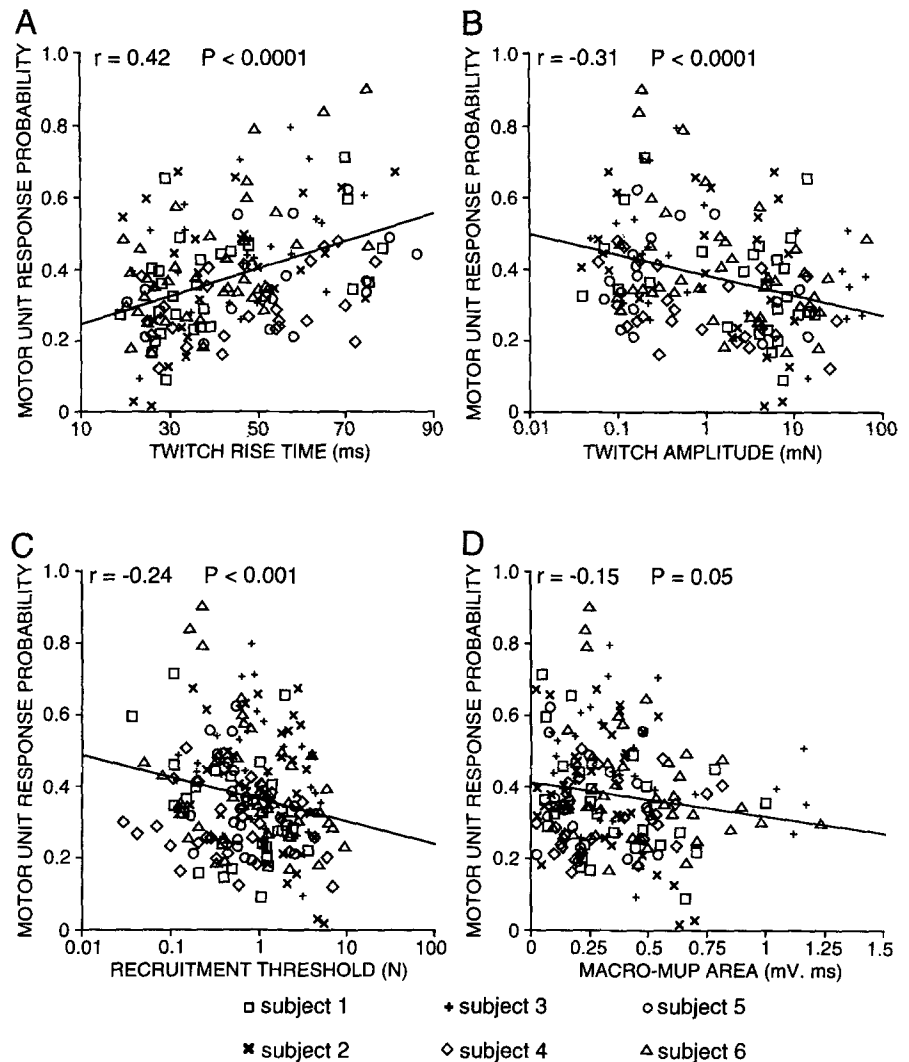 A
r = 0.42 P < 0.0001
MOTOR UNIT RESPONSE PROBABILITY
1.0
0.8
0.6
0.4
0.2
0
10 30 50 70 90
TWITCH RISE TIME (ms)
B
r = -0.31 P < 0.0001
MOTOR UNIT RESPONSE PROBABILITY
1.0
0.8
0.6
0.4
0.2
0
0.01 0.1 1 10 100
TWITCH AMPLITUDE (mN)
C
r = -0.24 P < 0.001
MOTOR UNIT RESPONSE PROBABILITY
1.0
0.8
0.6
0.4
0.2
0
0.01 0.1 1 10 100
RECRUITMENT THRESHOLD (N)
D
r = -0.15 P = 0.05
MOTOR UNIT RESPONSE PROBABILITY
1.0
0.8
0.6
0.4
0.2
0
0 0.25 0.5 0.75 1 1.25 1.5
MACRO-MUP AREA (mV. ms)
subject 1 subject 3 subject 5
subject 2 subject 4 subject 6